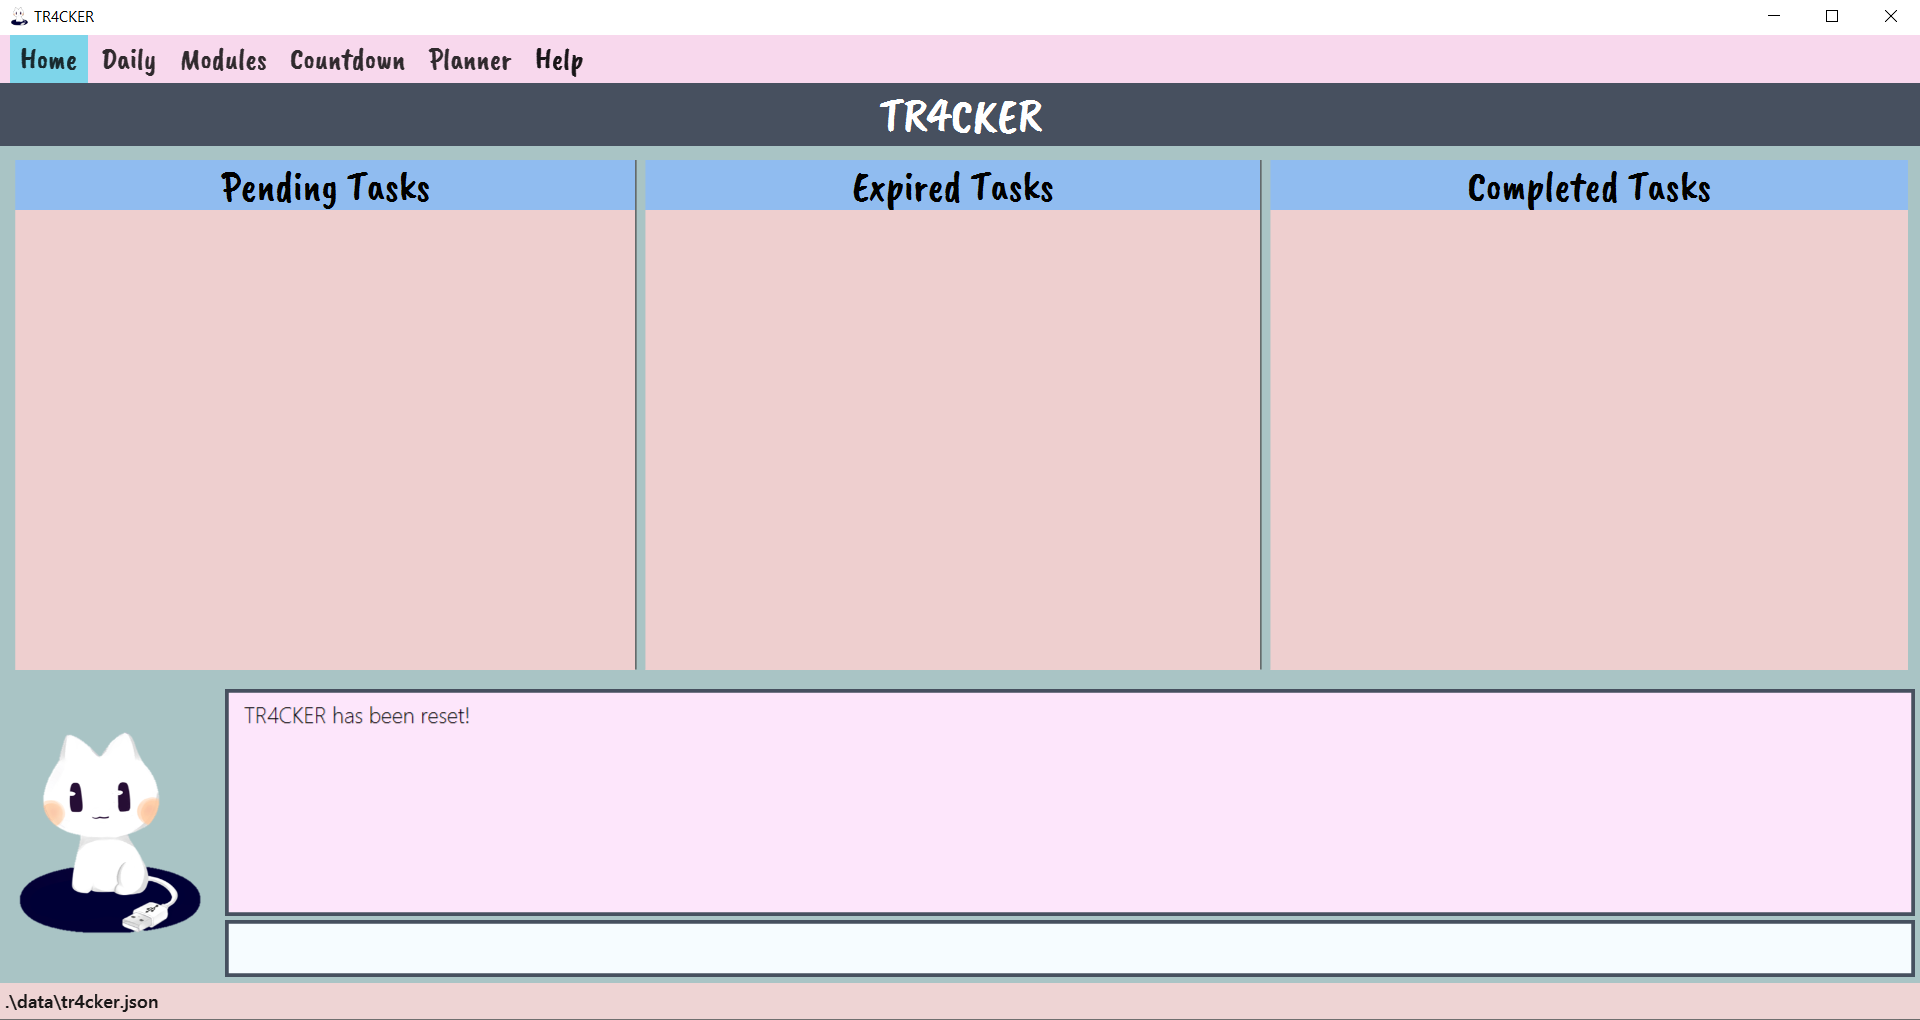 TR4CKER
Home Daily Modules Countdown Planner Help
TR4CKER
Pending Tasks Expired Tasks Completed Tasks
TR4CKER has been reset!
.\data\tr4cker.json